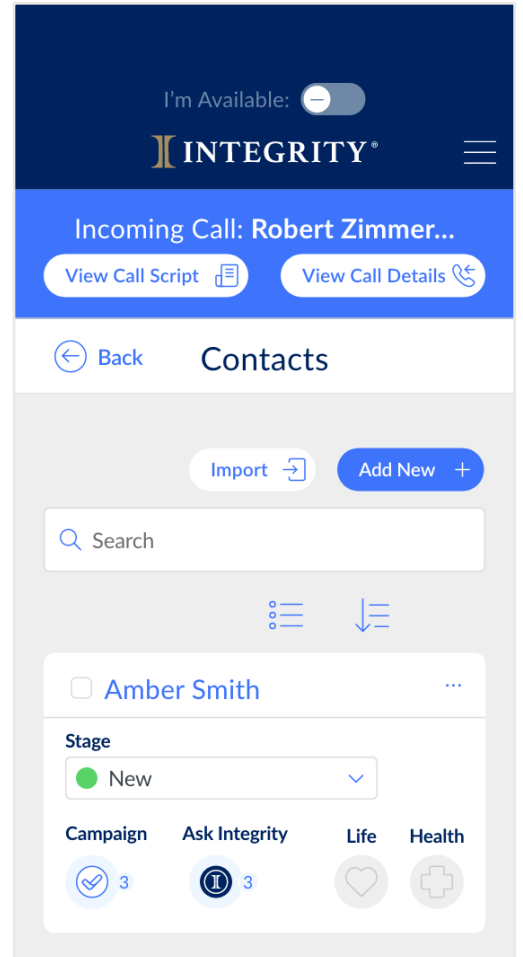 I'm Available:
INTEGRITY®
Incoming Call: Robert Zimmer...
View Call Script
View Call Details
Back
Contacts
Import
Add New
Search
Amber Smith
Stage
New
Campaign
Ask Integrity
Life
Health
3
3